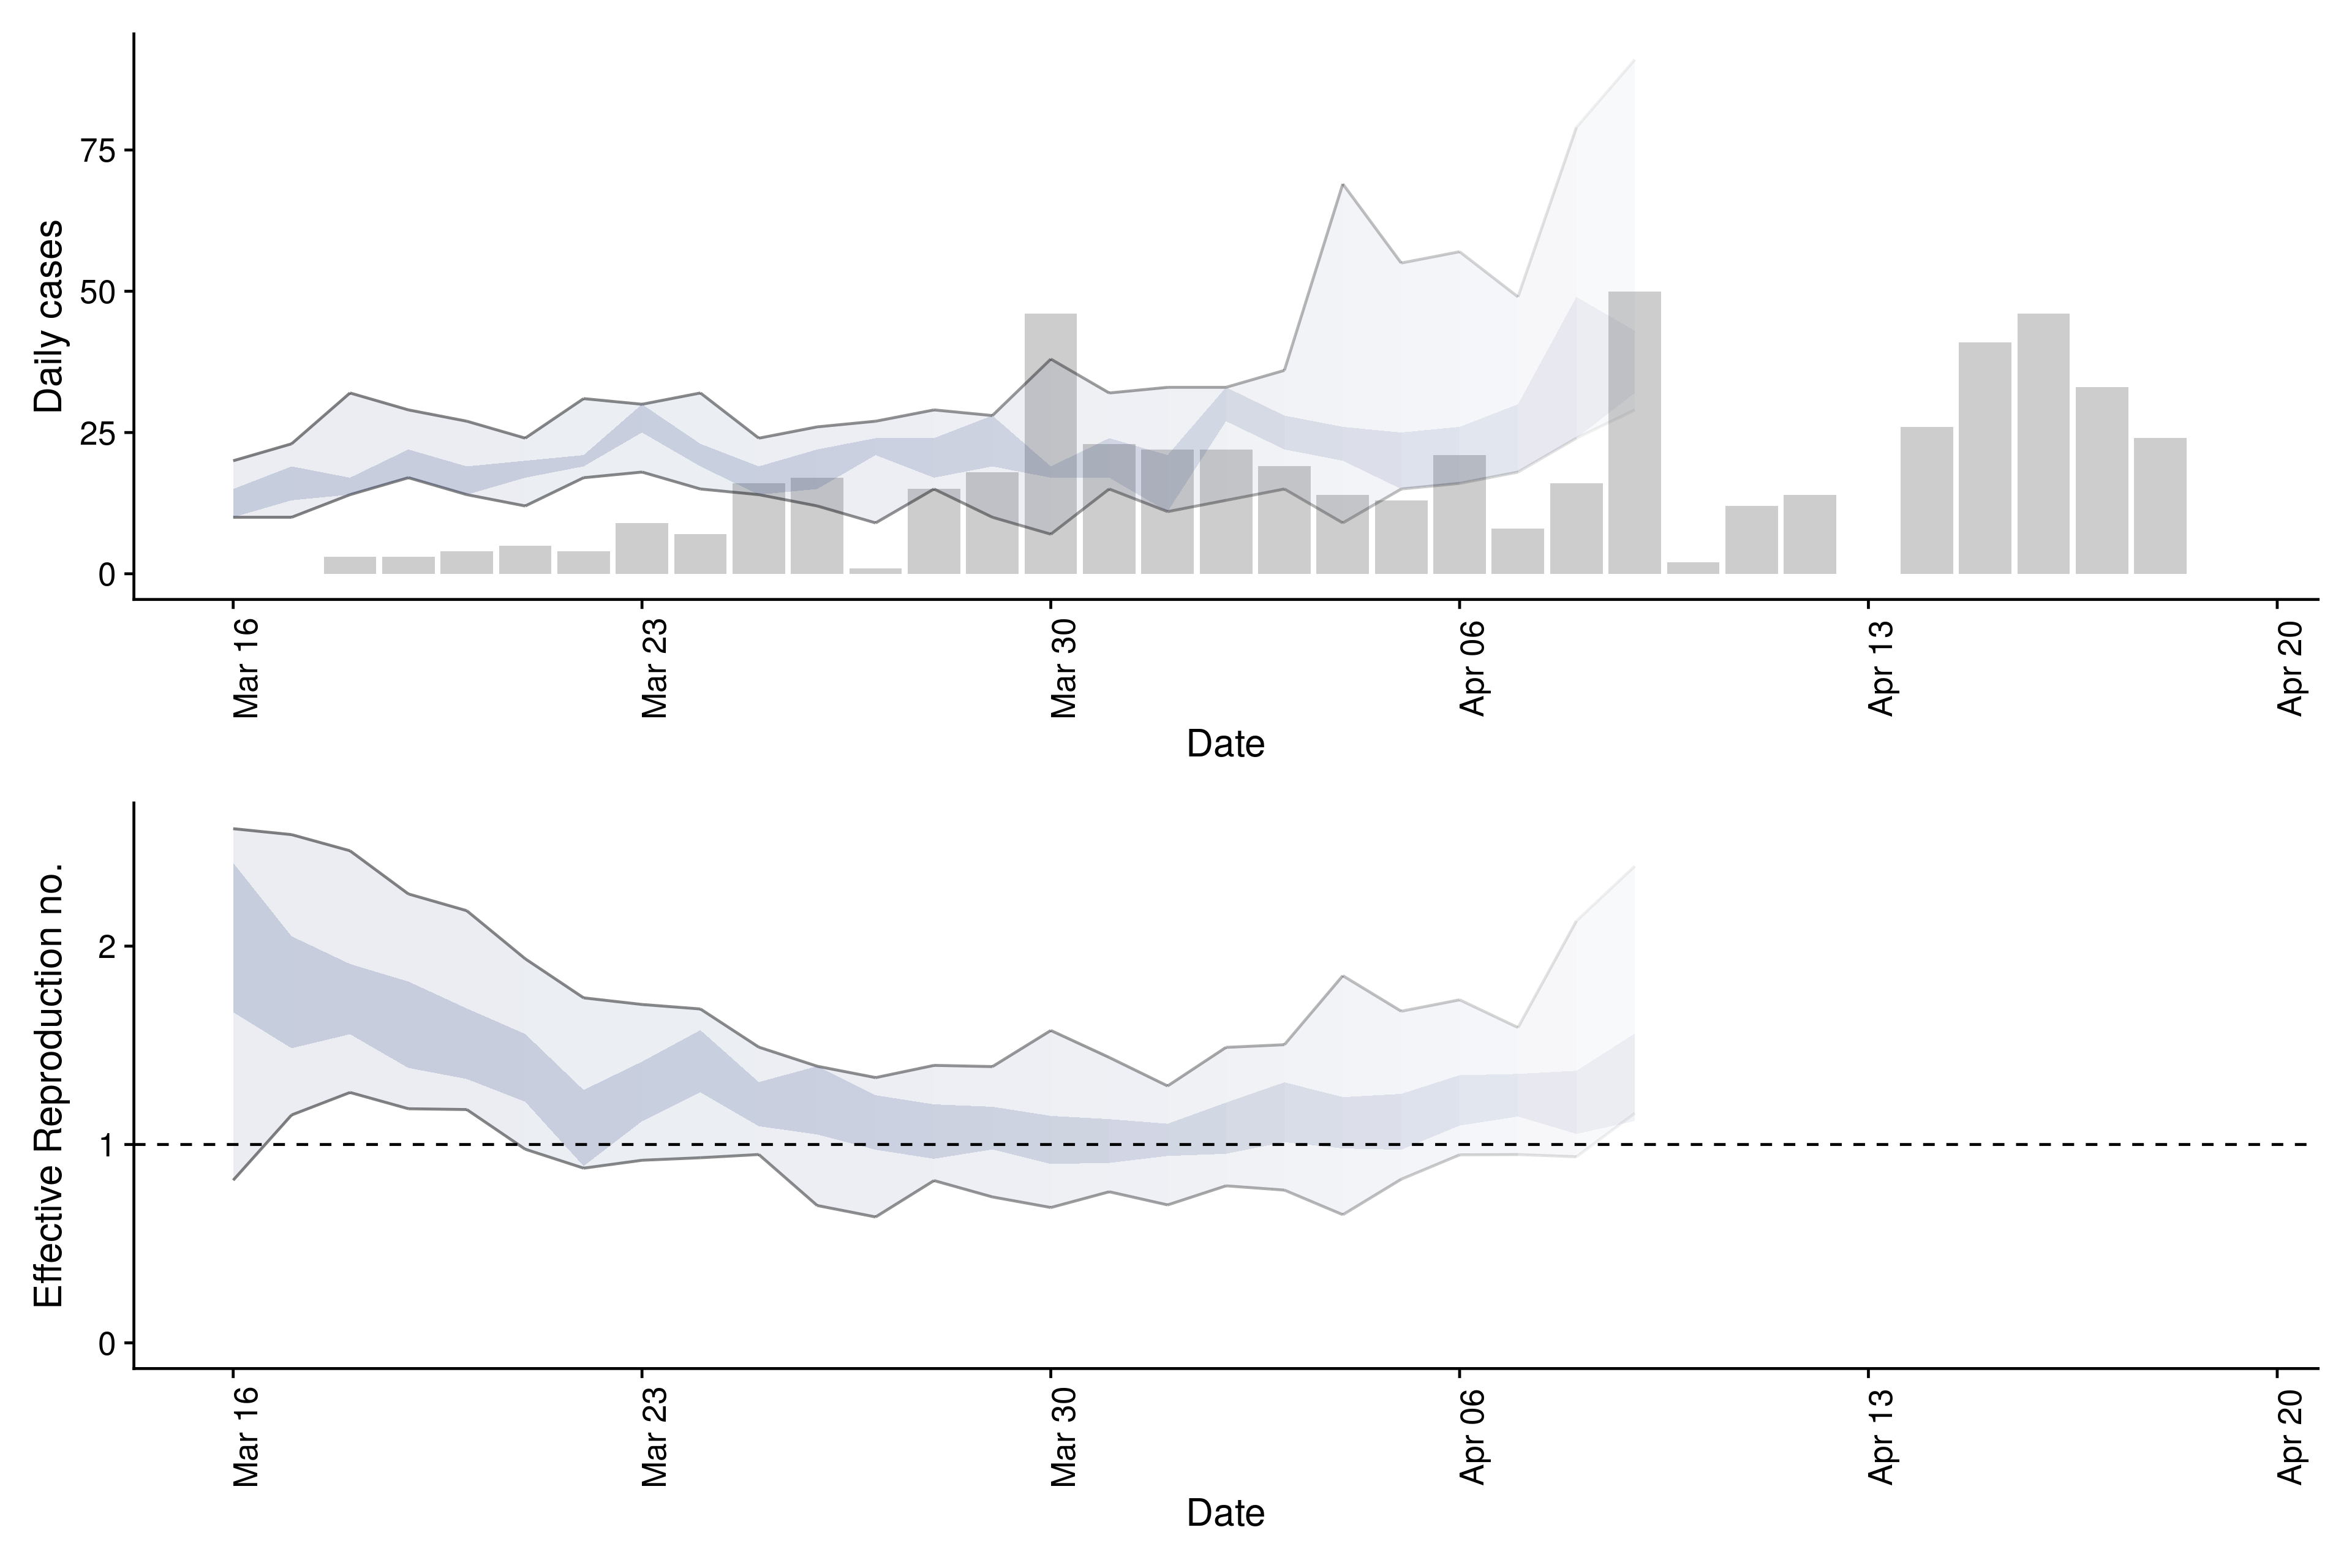 Daily cases
75
50
25
0
Mar 16
Mar 23
Mar 30
Apr 06
Apr 13
Apr 20
Date
Effective Reproduction no.
2
1
0
Mar 16
Mar 23
Mar 30
Apr 06
Apr 13
Apr 20
Date